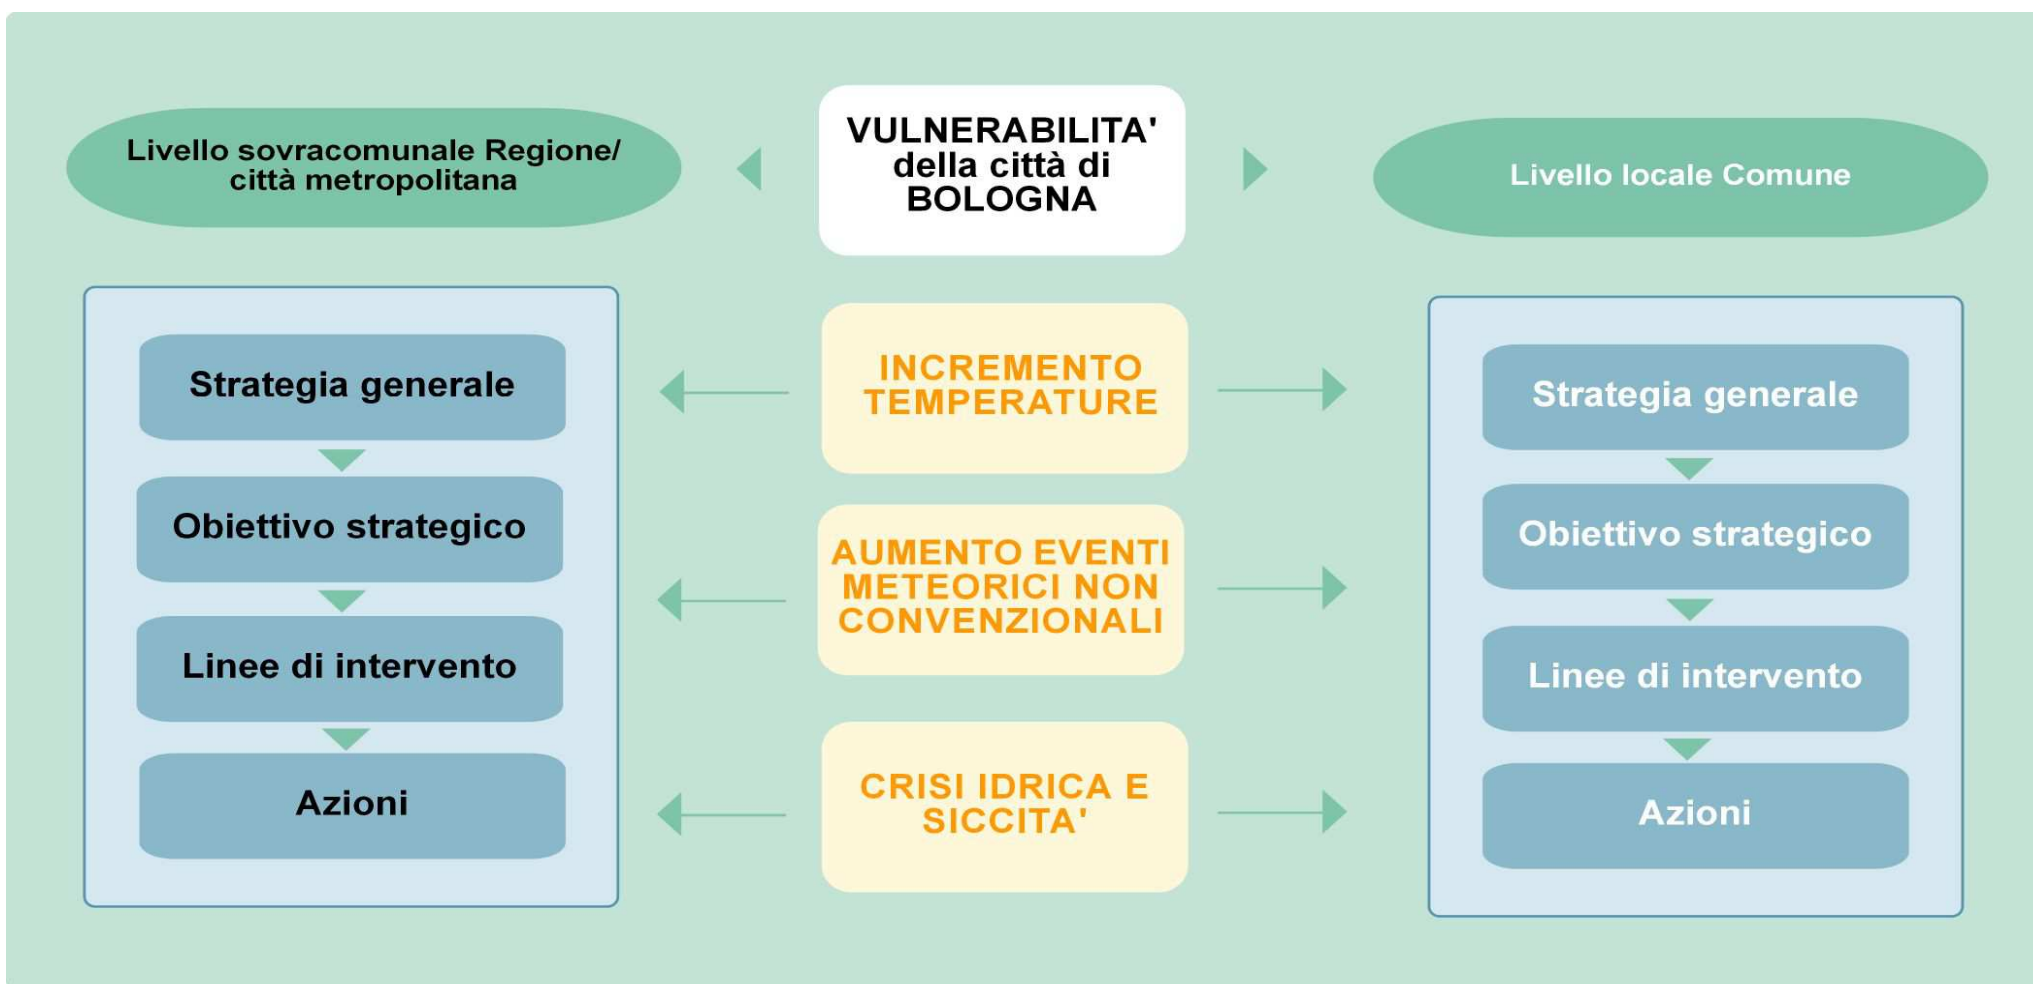 Livello sovracomunale Regione/
città metropolitana
VULNERABILITA'
della città di
BOLOGNA
Livello locale Comune
Strategia generale
Obiettivo strategico
Linee di intervento
Azioni
INCREMENTO
TEMPERATURE
AUMENTO EVENTI
METEORICI NON
CONVENZIONALI
CRISI IDRICA E
SICCITA'
Strategia generale
Obiettivo strategico
Linee di intervento
Azioni